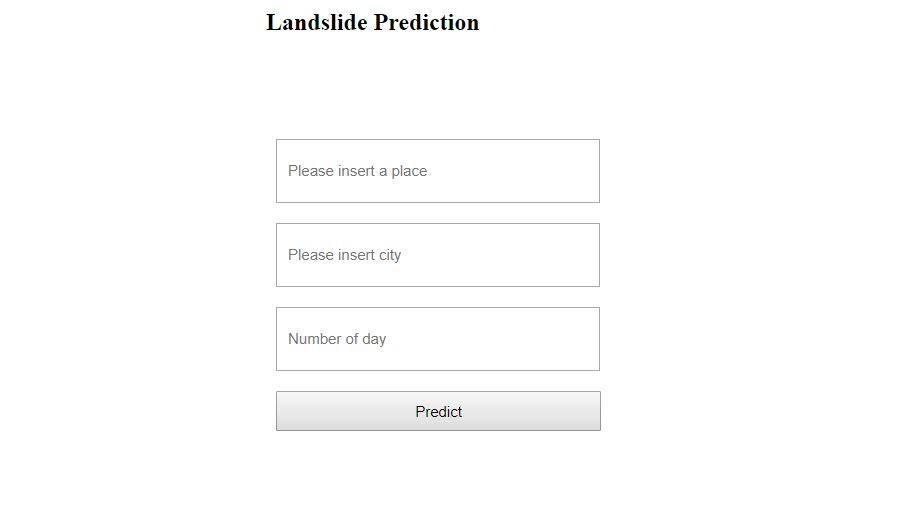 Landslide Prediction
Please insert a place
Please insert city
Number of day
Predict